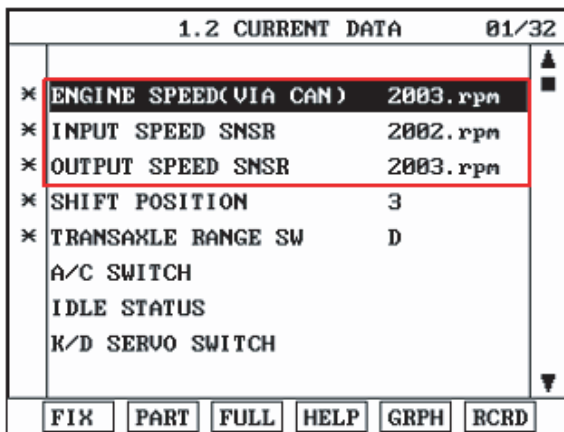 1.2 CURRENT DATA 01/32
* ENGINE SPEED(VIA CAN) 2003.rpm
* INPUT SPEED SNSR 2002.rpm
* OUTPUT SPEED SNSR 2003.rpm
* SHIFT POSITION 3
* TRANSAXLE RANGE SW D
A/C SWITCH
IDLE STATUS
K/D SERVO SWITCH
FIX PART FULL HELP GRPH RCRD